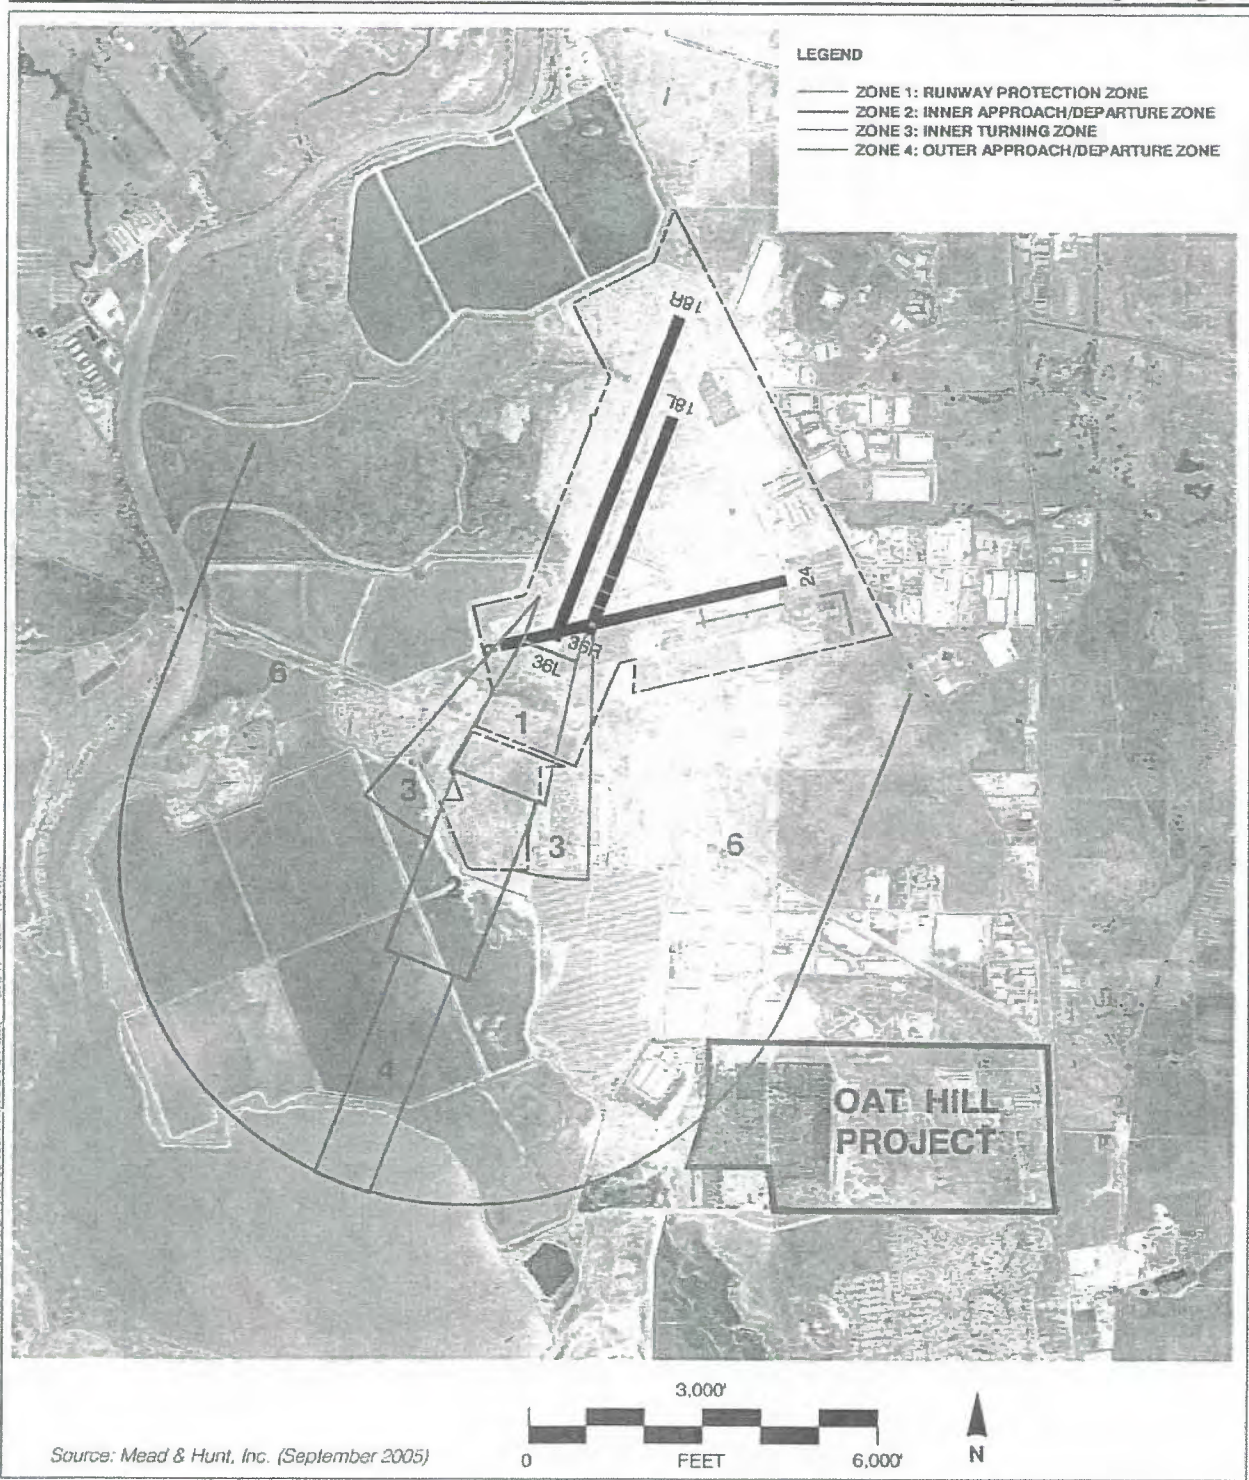 LEGEND
ZONE 1: RUNWAY PROTECTION ZONE
ZONE 2: INNER APPROACH/DEPARTURE ZONE
ZONE 3: INNER TURNING ZONE
ZONE 4: OUTER APPROACH/DEPARTURE ZONE
18R
18L
24
36R
36L
6
1
3
3
6
4
OAT HILL
PROJECT
3,000'
0
FEET
6,000'
N
Source: Mead & Hunt, Inc. (September 2005)